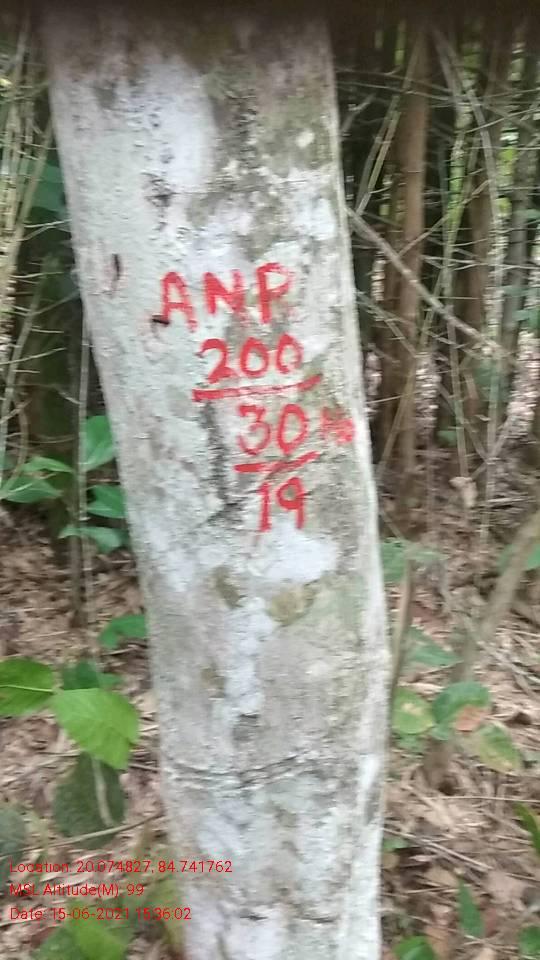 ANP
200
30 Ha
19
Location: 20.074827, 84.741762
MSL Altitude(M): 99
Date: 15-06-2021 15:36:02